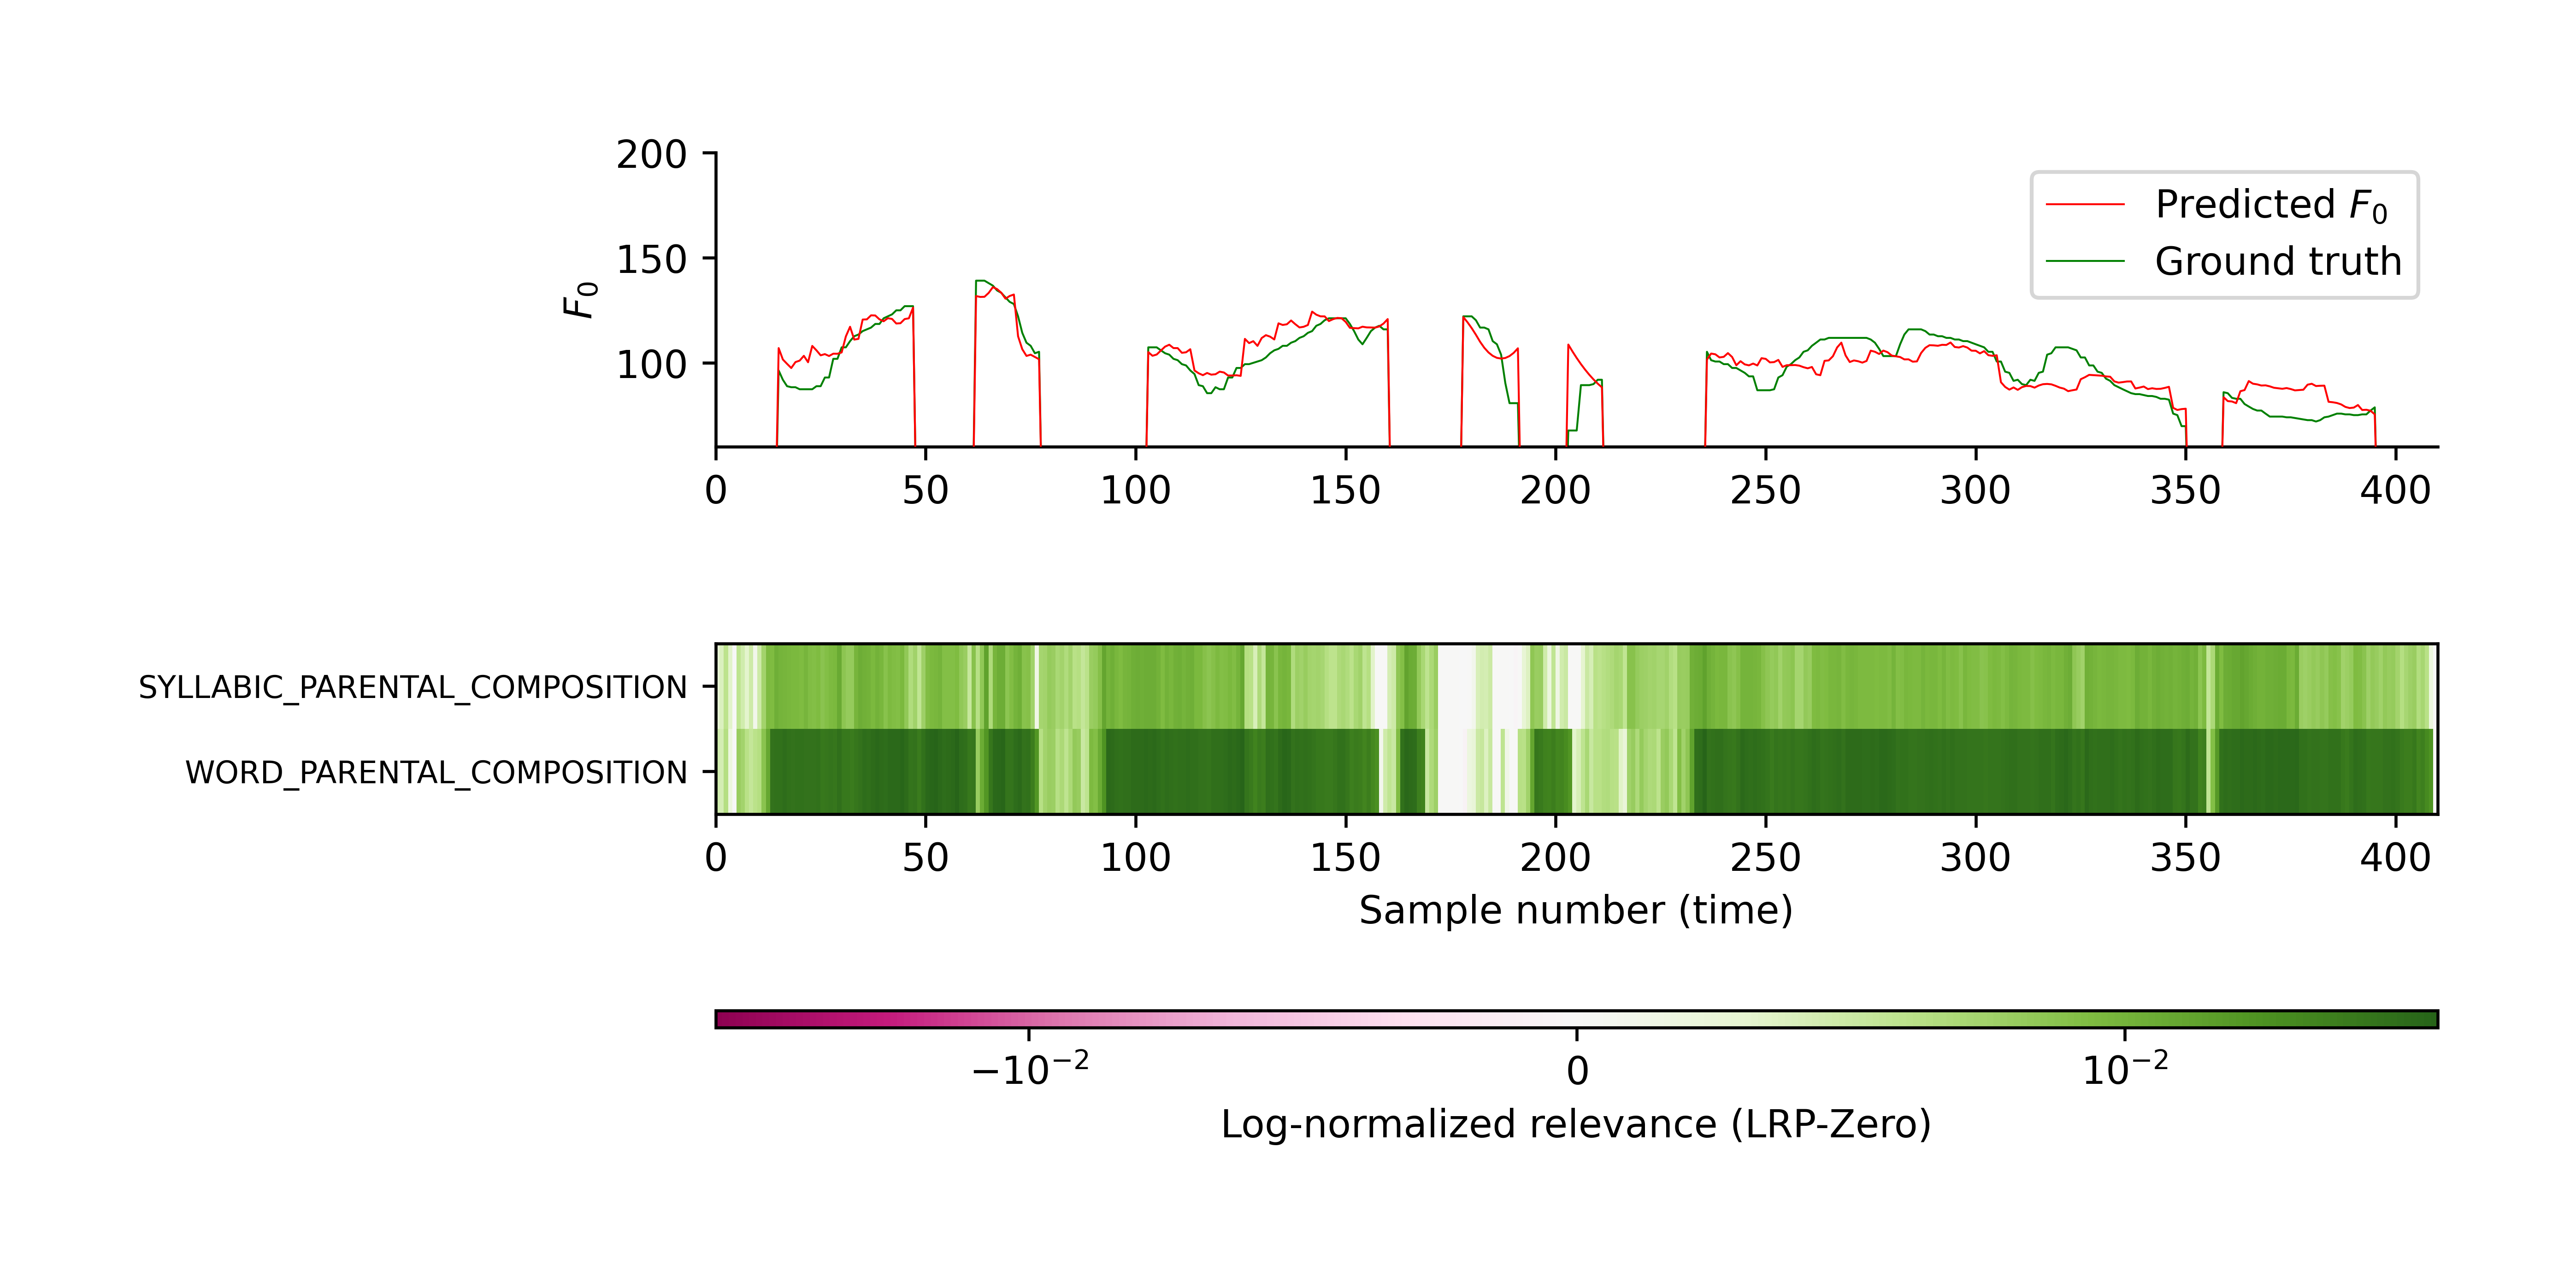 200
150
100
F₀
Predicted F₀
Ground truth
0 50 100 150 200 250 300 350 400
SYLLABIC_PARENTAL_COMPOSITION
WORD_PARENTAL_COMPOSITION
0 50 100 150 200 250 300 350 400
Sample number (time)
−10⁻² 0 10⁻²
Log-normalized relevance (LRP-Zero)